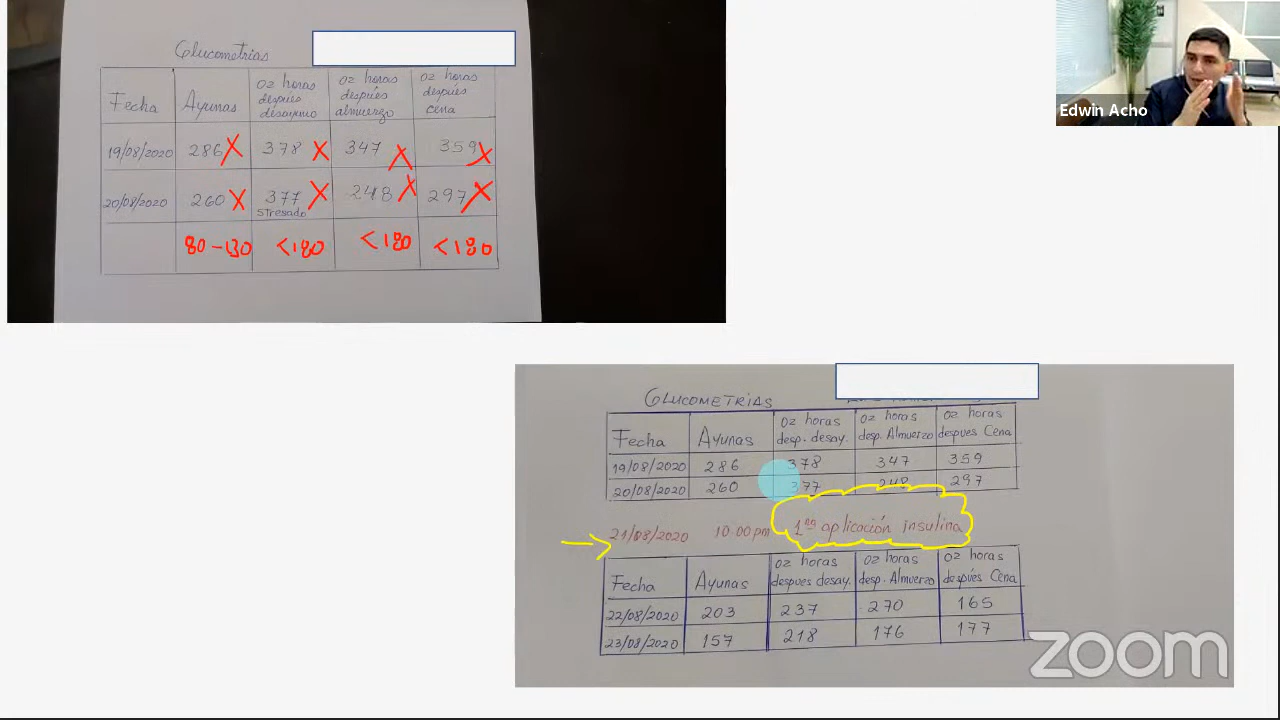 Glucometrias
Fecha Ayunas 02 horas después desayuno 02 horas después almuerzo 02 horas después cena
19/08/2020 286 X 378 X 347 X 359 X
20/08/2020 260 X 377 X 248 X 297 X
stresado
80-130 <180 <180 <180
Edwin Acho
GLUCOMETRIAS
Fecha Ayunas 02 horas desp. desay. 02 horas desp. Almuerzo 02 horas despues Cena
19/08/2020 286 378 347 359
20/08/2020 260 377 248 297
21/08/2020 10:00 pm 1ra aplicación insulina
Fecha Ayunas 02 horas despues desay. 02 horas desp. Almuerzo 02 horas después Cena
22/08/2020 203 237 270 165
23/08/2020 157 218 176 177
zoom